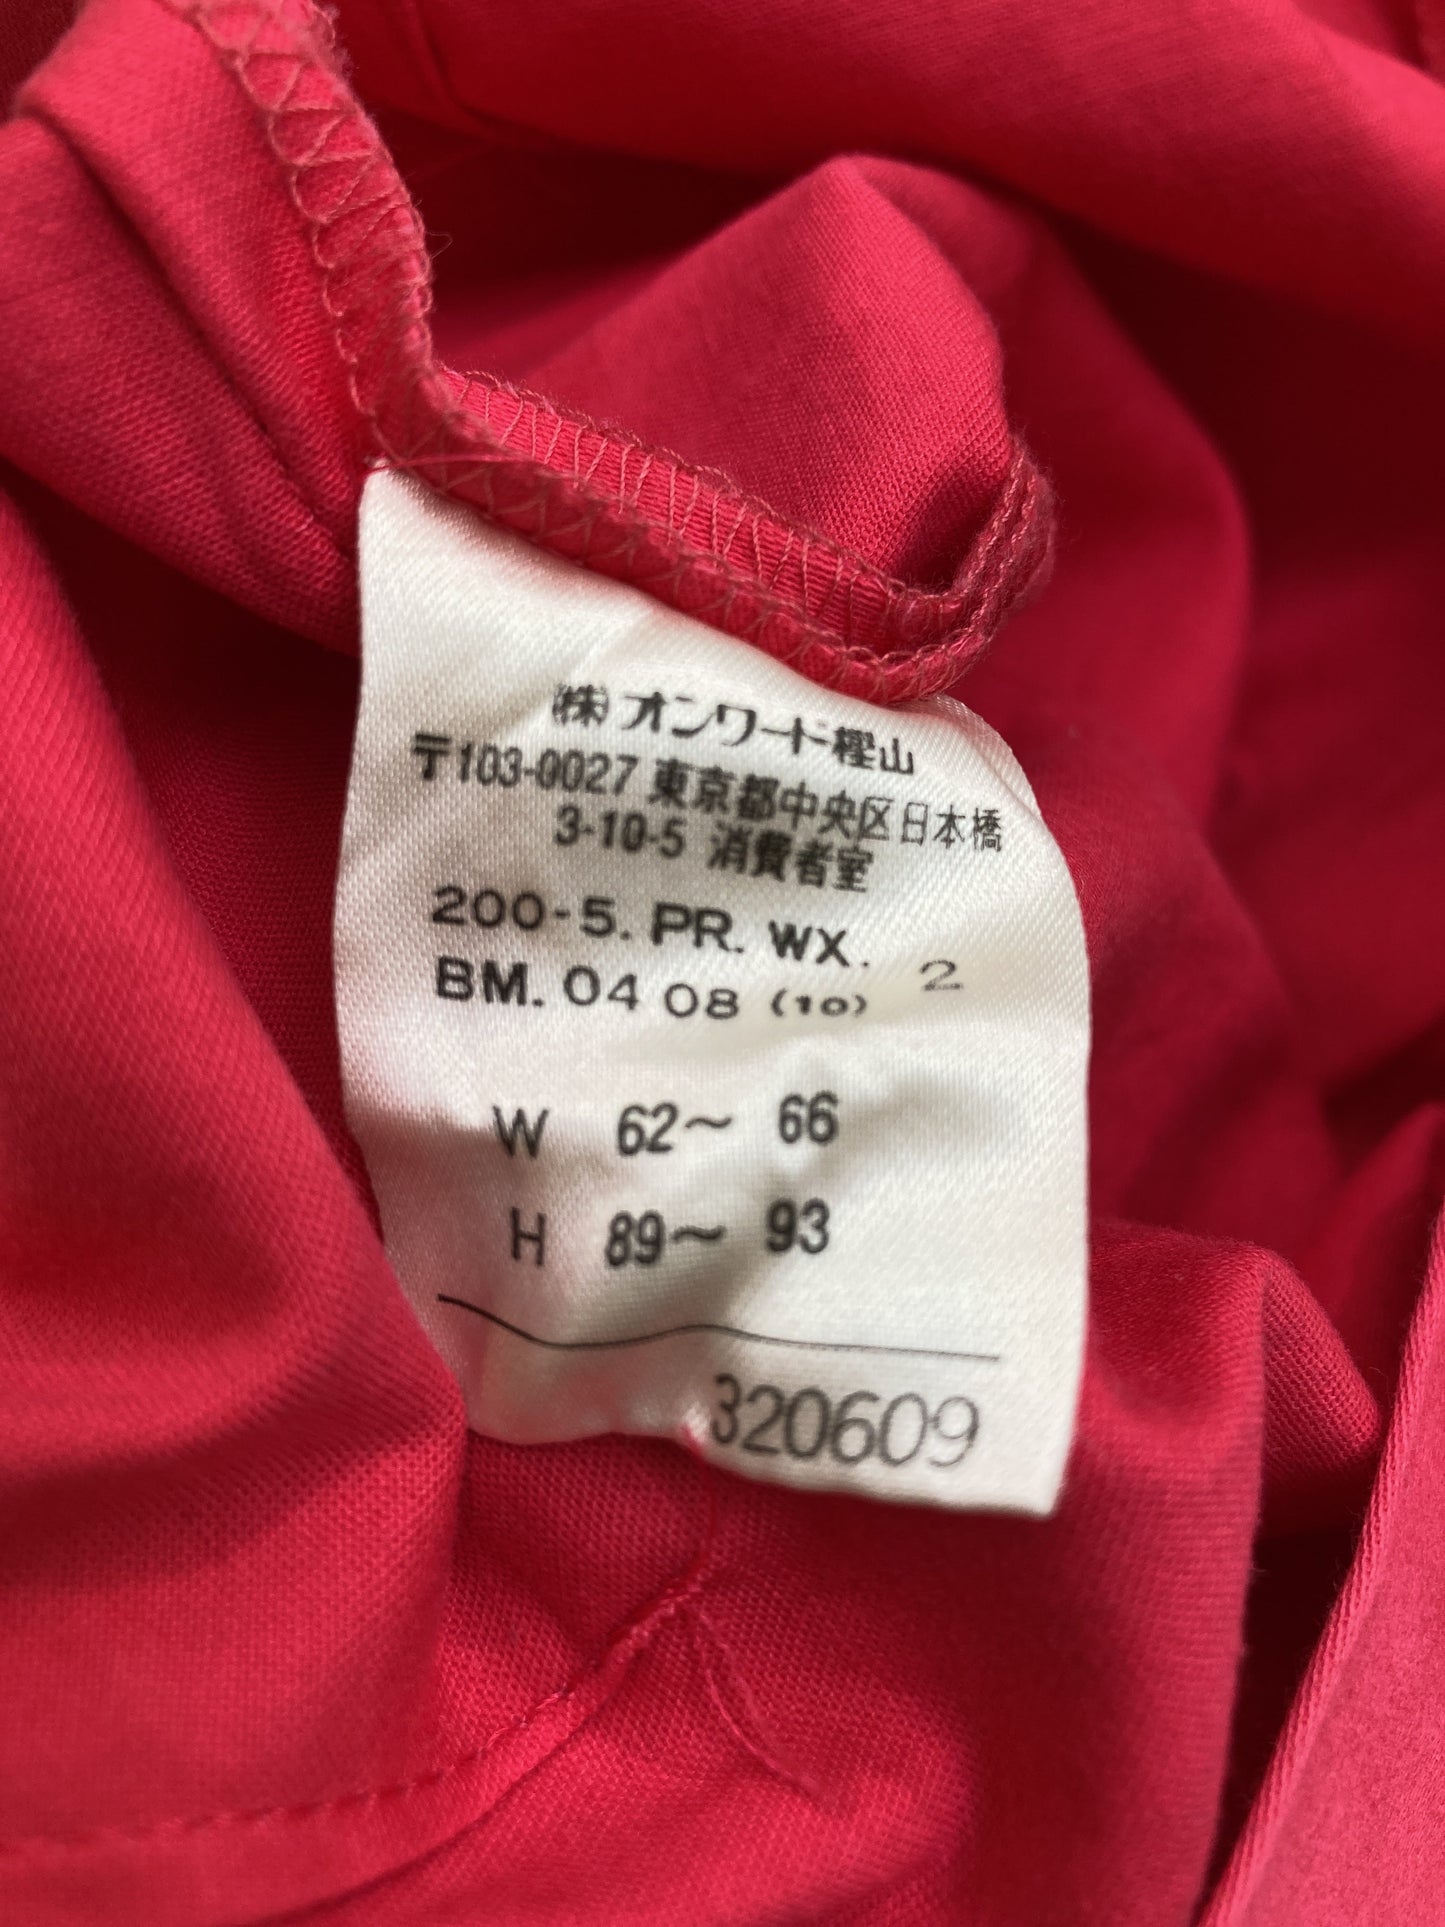 ㈱オンワード樫山
〒103-0027 東京都中央区日本橋
3-10-5 消費者室
200-5. PR. WX. 2
BM. 04 08 (10)
W 62〜 66
H 89〜 93
320609